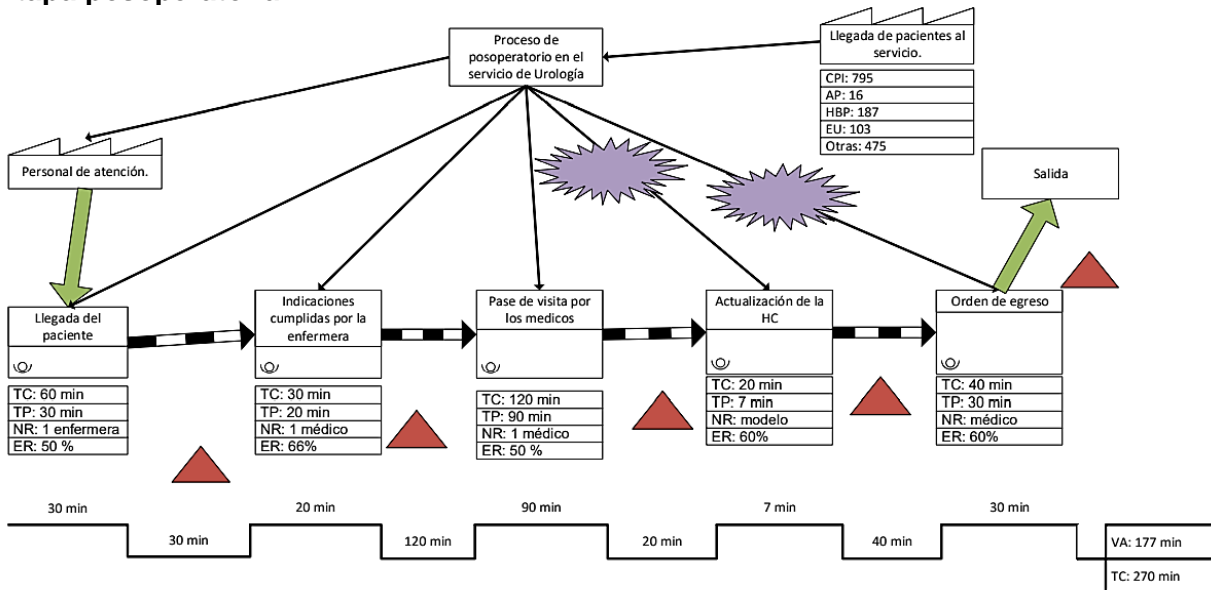 Proceso de
posoperatorio en el
servicio de Urología
Llegada de pacientes al
servicio.
CPI: 795
AP: 16
HBP: 187
EU: 103
Otras: 475
Personal de atención.
Salida
Llegada del
paciente
TC: 60 min
TP: 30 min
NR: 1 enfermera
ER: 50 %
Indicaciones
cumplidas por la
enfermera
TC: 30 min
TP: 20 min
NR: 1 médico
ER: 66%
Pase de visita por
los medicos
TC: 120 min
TP: 90 min
NR: 1 médico
ER: 50 %
Actualización de la
HC
TC: 20 min
TP: 7 min
NR: modelo
ER: 60%
Orden de egreso
TC: 40 min
TP: 30 min
NR: médico
ER: 60%
30 min
30 min
20 min
120 min
90 min
20 min
7 min
40 min
30 min
VA: 177 min
TC: 270 min